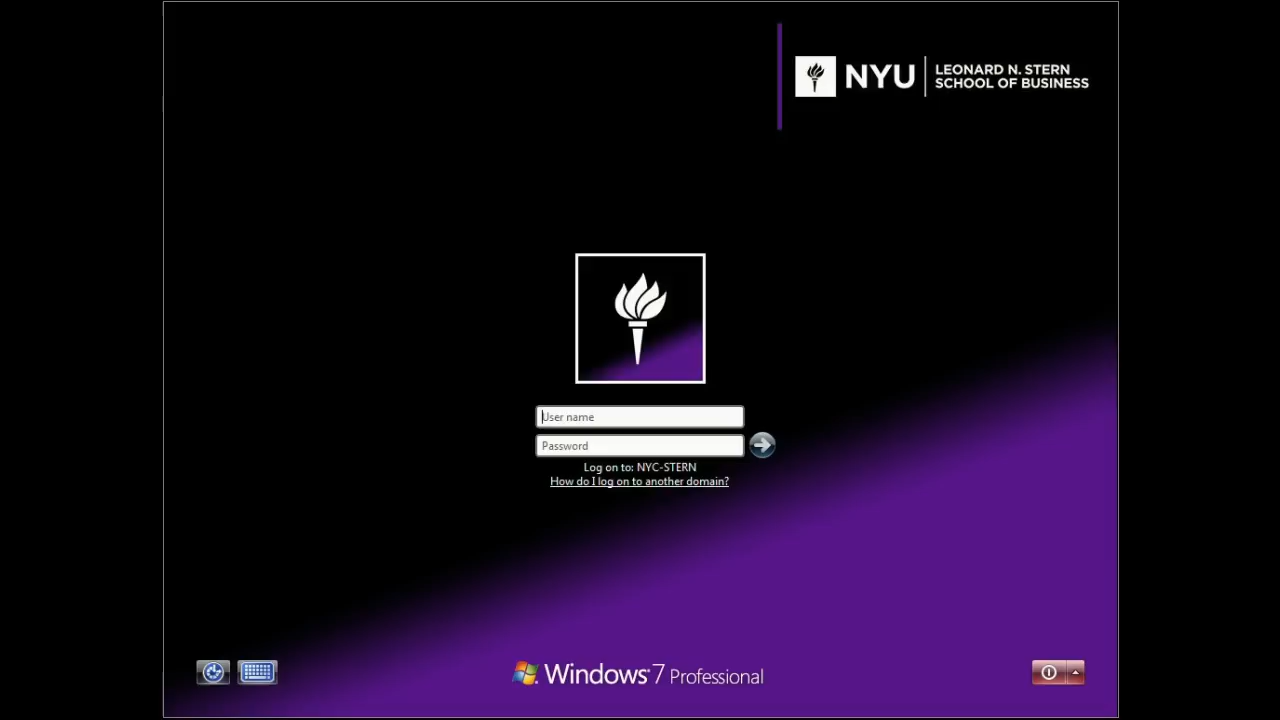 NYU
LEONARD N. STERN
SCHOOL OF BUSINESS
User name
Password
Log on to: NYC-STERN
How do I log on to another domain?
Windows 7 Professional